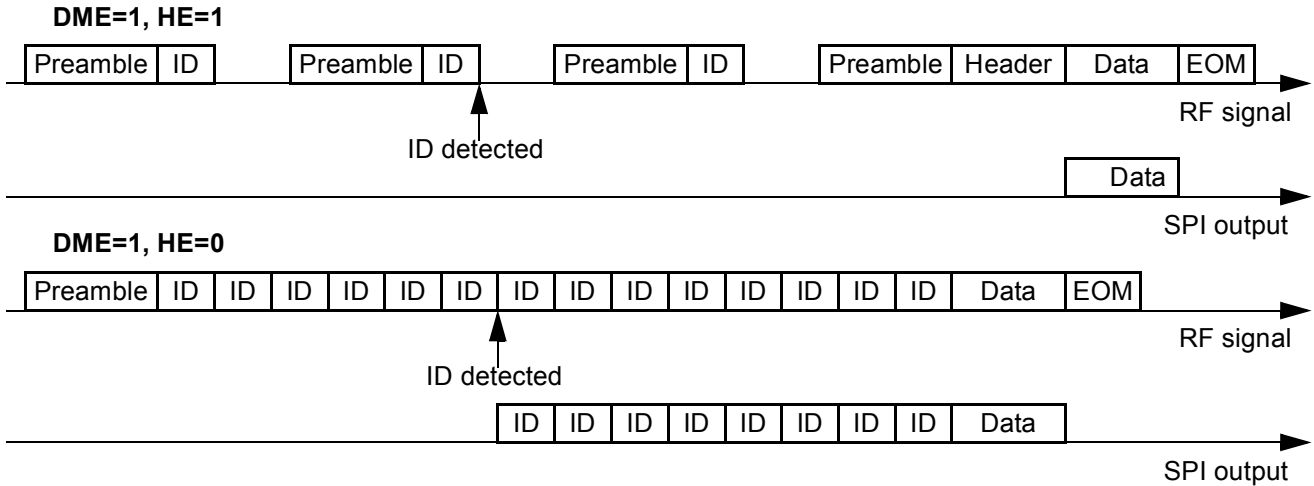 DME=1, HE=1
Preamble ID Preamble ID Preamble ID Preamble Header Data EOM
RF signal
ID detected
Data
SPI output
DME=1, HE=0
Preamble ID ID ID ID ID ID ID ID ID ID ID ID ID ID Data EOM
RF signal
ID detected
ID ID ID ID ID ID ID ID Data
SPI output